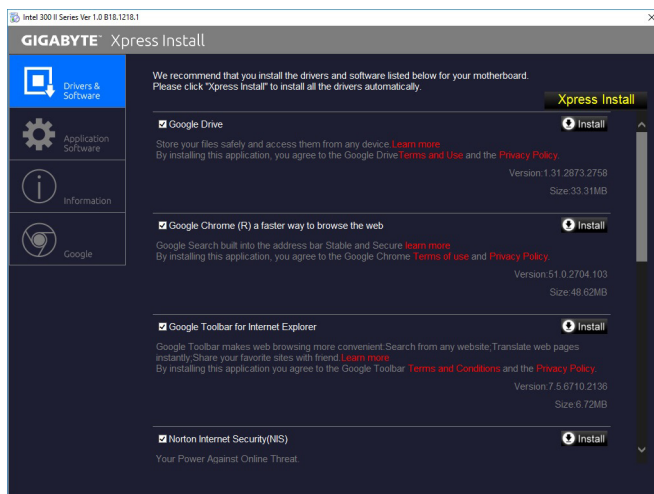 Intel 300 II Series Ver 1.0 B18.1218.1
GIGABYTE™ Xpress Install
Drivers &
Software
Application
Software
Information
Google
We recommend that you install the drivers and software listed below for your motherboard.
Please click "Xpress Install" to install all the drivers automatically.
Xpress Install
Google Drive
Install
Store your files safely and access them from any device.Learn more
By installing this application, you agree to the Google DriveTerms and Use and the Privacy Policy.
Version:1.31.2873.2758
Size:33.31MB
Google Chrome (R) a faster way to browse the web
Install
Google Search built into the address bar Stable and Secure learn more
By installing this application, you agree to the Google Chrome Terms of use and Privacy Policy.
Version:51.0.2704.103
Size:48.62MB
Google Toolbar for Internet Explorer
Install
Google Toolbar makes web browsing more convenient:Search from any website;Translate web pages
instantly;Share your favorite sites with friend.Learn more
By installing this application you agree to the Google Toolbar Terms and Conditions and the Privacy Policy.
Version:7.5.6710.2136
Size:6.72MB
Norton Internet Security(NIS)
Install
Your Power Against Online Threat.